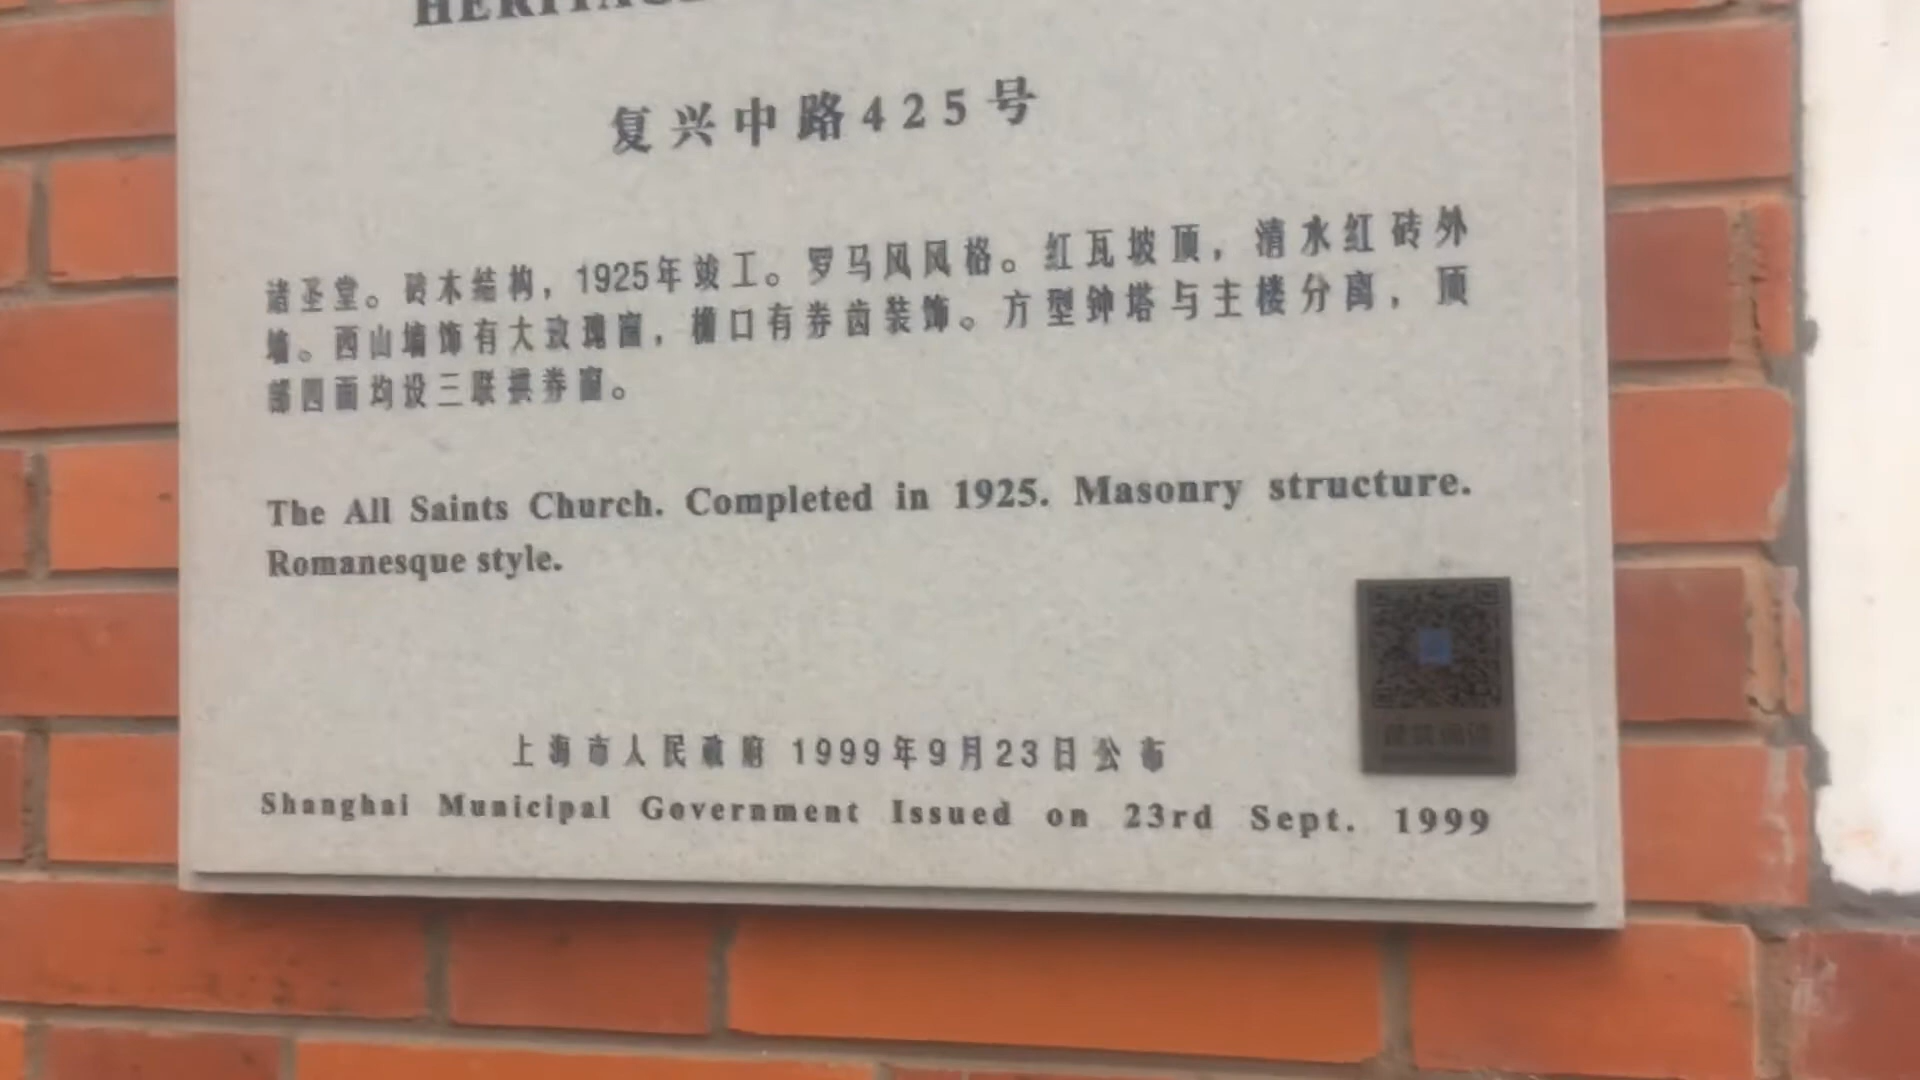 HERITAGE
复兴中路425号
诸圣堂。砖木结构，1925年竣工。罗马风风格。红瓦坡顶，清水红砖外
墙。西山墙饰有大玫瑰窗，檐口有券齿装饰。方型钟塔与主楼分离，顶
部四面均设三联拱券窗。
The All Saints Church. Completed in 1925. Masonry structure.
Romanesque style.
上海市人民政府 1999年9月23日公布
Shanghai Municipal Government Issued on 23rd Sept. 1999